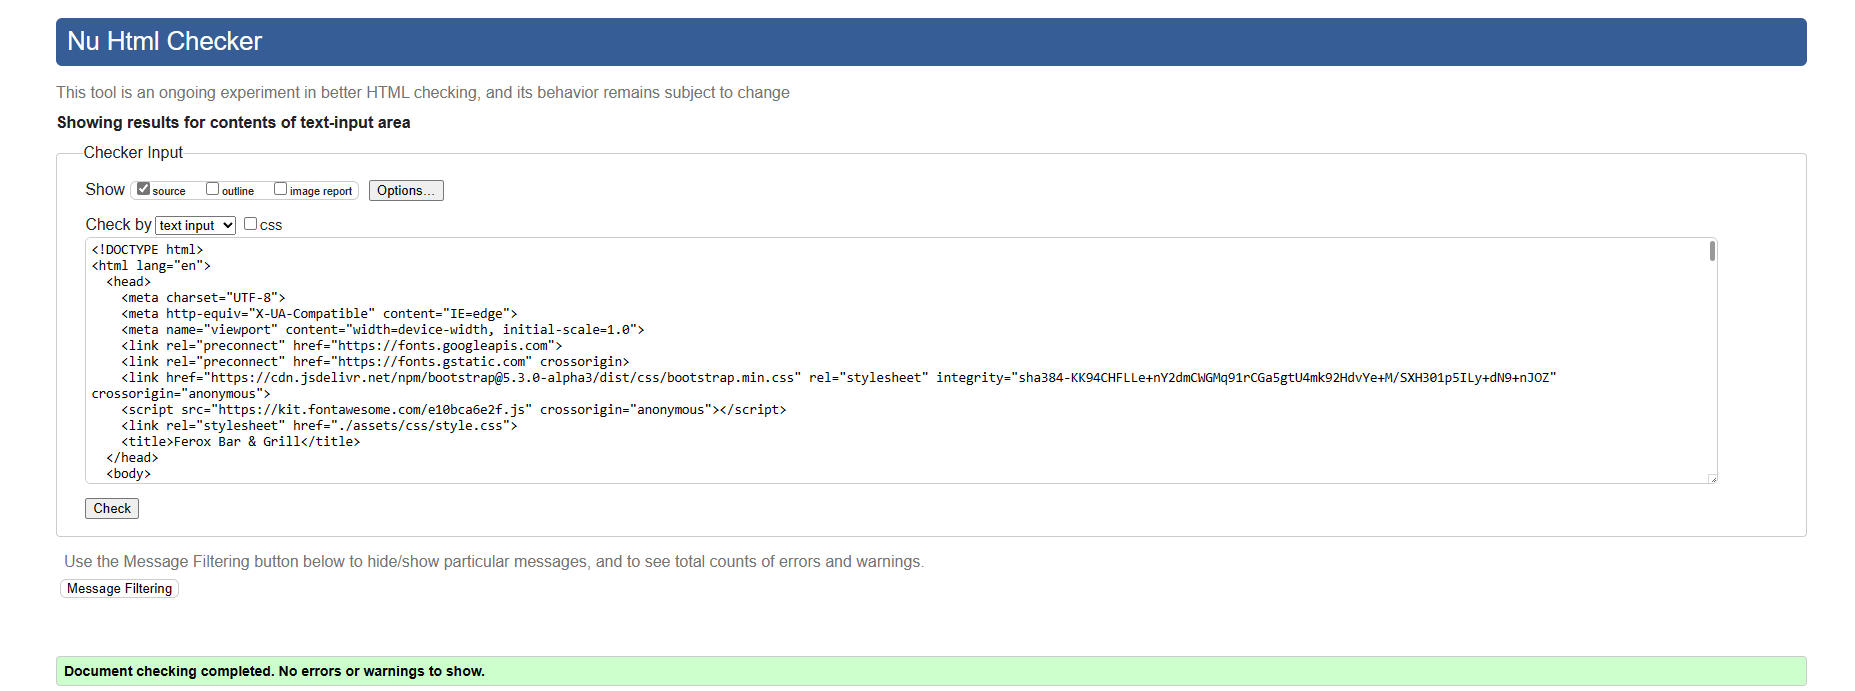 Nu Html Checker
This tool is an ongoing experiment in better HTML checking, and its behavior remains subject to change
Showing results for contents of text-input area
Checker Input
Show source outline image report Options...
Check by text input css
<!DOCTYPE html>
<html lang="en">
<head>
<meta charset="UTF-8">
<meta http-equiv="X-UA-Compatible" content="IE=edge">
<meta name="viewport" content="width=device-width, initial-scale=1.0">
<link rel="preconnect" href="https://fonts.googleapis.com">
<link rel="preconnect" href="https://fonts.gstatic.com" crossorigin>
<link href="https://cdn.jsdelivr.net/npm/bootstrap@5.3.0-alpha3/dist/css/bootstrap.min.css" rel="stylesheet" integrity="sha384-KK94CHFLLe+nY2dmCWGMq91rCGa5gtU4mk92HdvYe+M/SXH301p5ILy+dN9+nJOZ"
crossorigin="anonymous">
<script src="https://kit.fontawesome.com/e10bca6e2f.js" crossorigin="anonymous"></script>
<link rel="stylesheet" href="./assets/css/style.css">
<title>Ferox Bar & Grill</title>
</head>
<body>
Check
Use the Message Filtering button below to hide/show particular messages, and to see total counts of errors and warnings.
Message Filtering
Document checking completed. No errors or warnings to show.